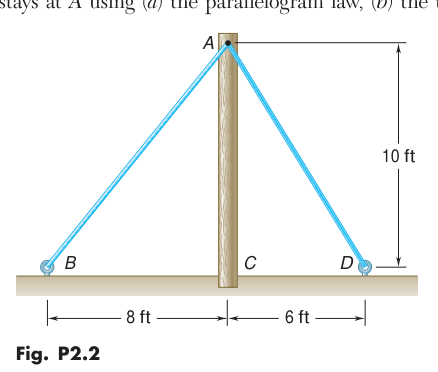 stays at A using (a) the parallelogram law, (b) the
A
10 ft
B
C
D
8 ft
6 ft
Fig. P2.2